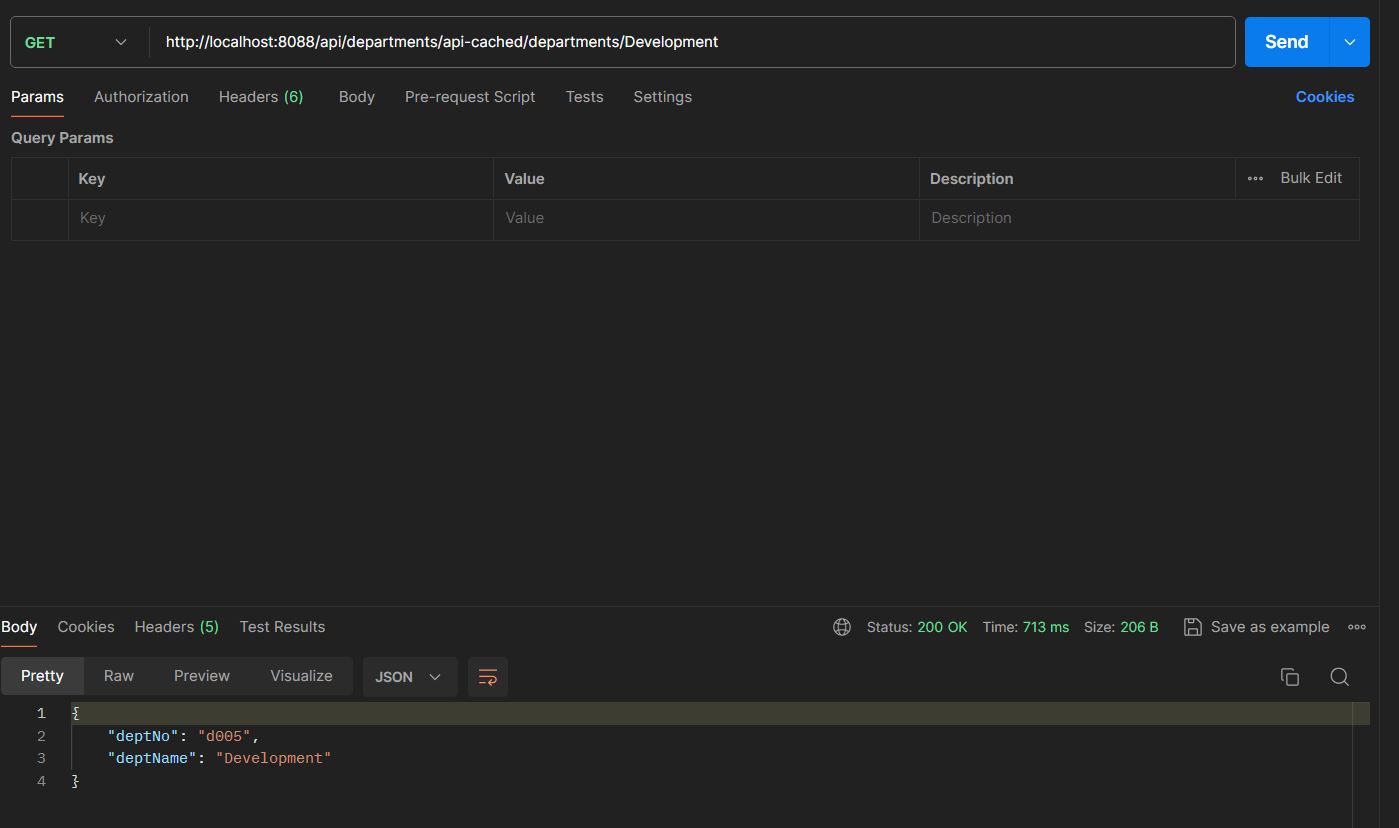 GET http://localhost:8088/api/departments/api-cached/departments/Development Send
Params Authorization Headers (6) Body Pre-request Script Tests Settings Cookies
Query Params
Key Value Description Bulk Edit
Key Value Description
Body Cookies Headers (5) Test Results Status: 200 OK Time: 713 ms Size: 206 B Save as example
Pretty Raw Preview Visualize JSON
1 {
2 "deptNo": "d005",
3 "deptName": "Development"
4 }